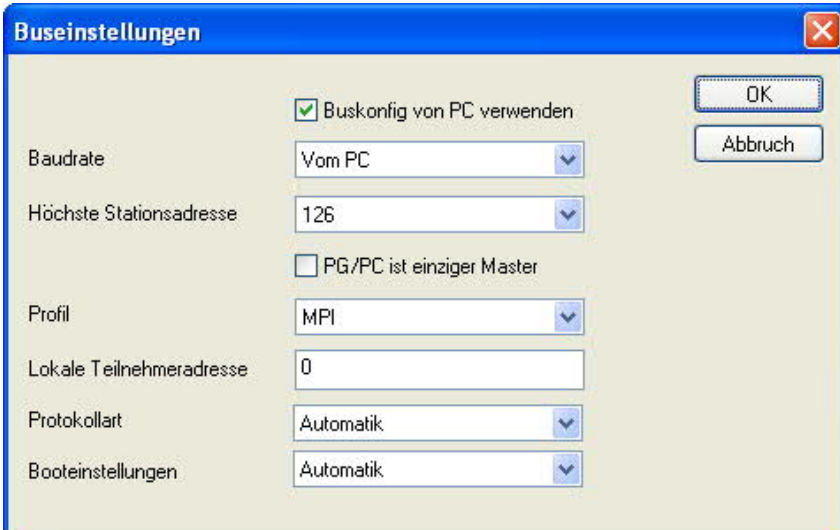 Buseinstellungen
Buskonfig von PC verwenden
OK
Baudrate
Vom PC
Abbruch
Höchste Stationsadresse
126
PG/PC ist einziger Master
Profil
MPI
Lokale Teilnehmeradresse
0
Protokollart
Automatik
Booteinstellungen
Automatik